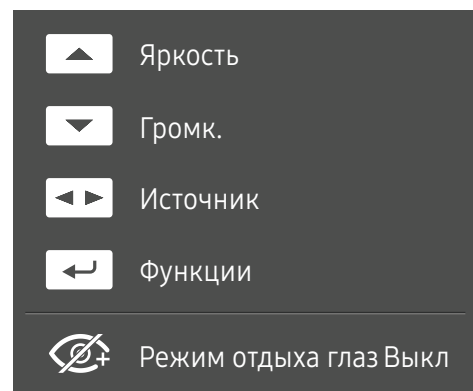 Яркость
Громк.
Источник
Функции
Режим отдыха глаз Выкл